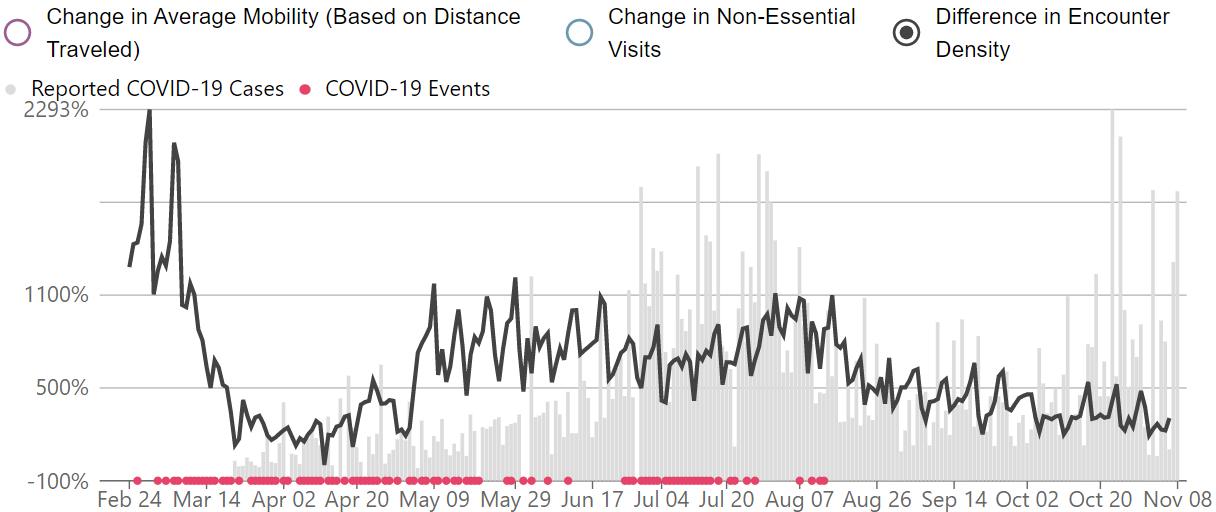 Change in Average Mobility (Based on Distance Traveled)
Change in Non-Essential Visits
Difference in Encounter Density
Reported COVID-19 Cases
COVID-19 Events
2293%
1100%
500%
-100%
Feb 24 Mar 14 Apr 02 Apr 20 May 09 May 29 Jun 17 Jul 04 Jul 20 Aug 07 Aug 26 Sep 14 Oct 02 Oct 20 Nov 08